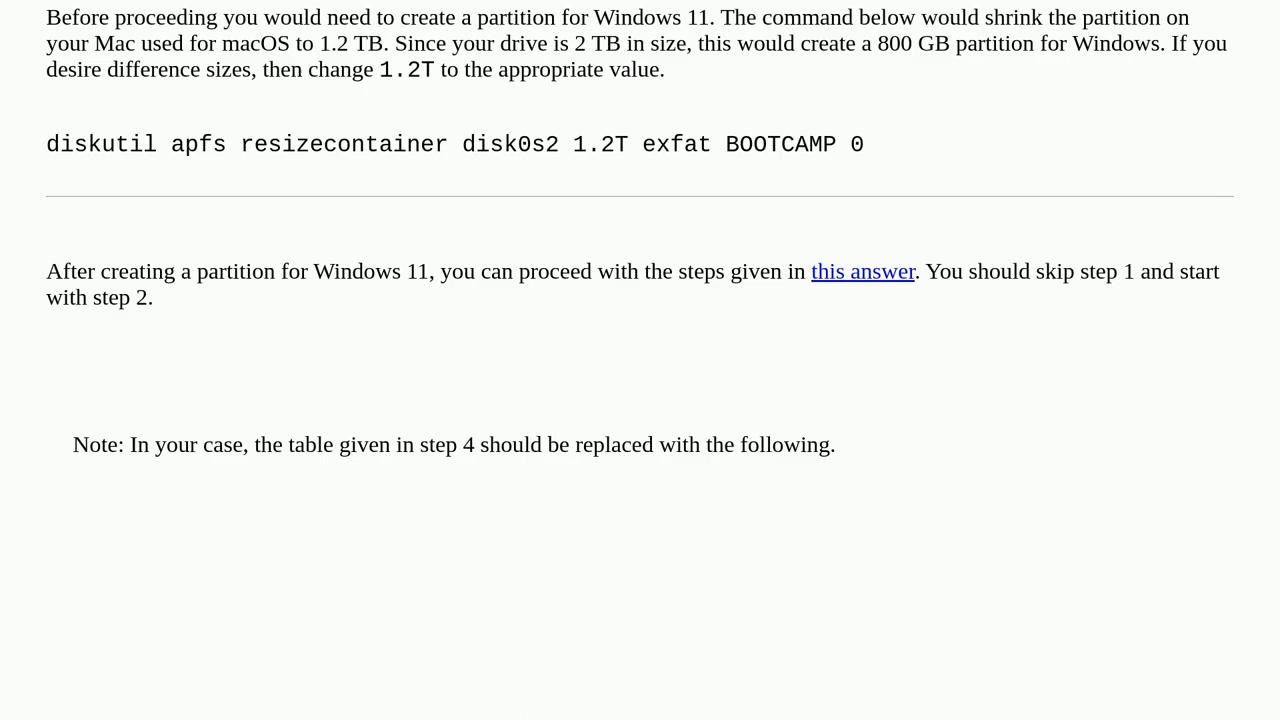 Before proceeding you would need to create a partition for Windows 11. The command below would shrink the partition on
your Mac used for macOS to 1.2 TB. Since your drive is 2 TB in size, this would create a 800 GB partition for Windows. If you
desire difference sizes, then change 1.2T to the appropriate value.
diskutil apfs resizecontainer disk0s2 1.2T exfat BOOTCAMP 0
After creating a partition for Windows 11, you can proceed with the steps given in this answer. You should skip step 1 and start
with step 2.
Note: In your case, the table given in step 4 should be replaced with the following.